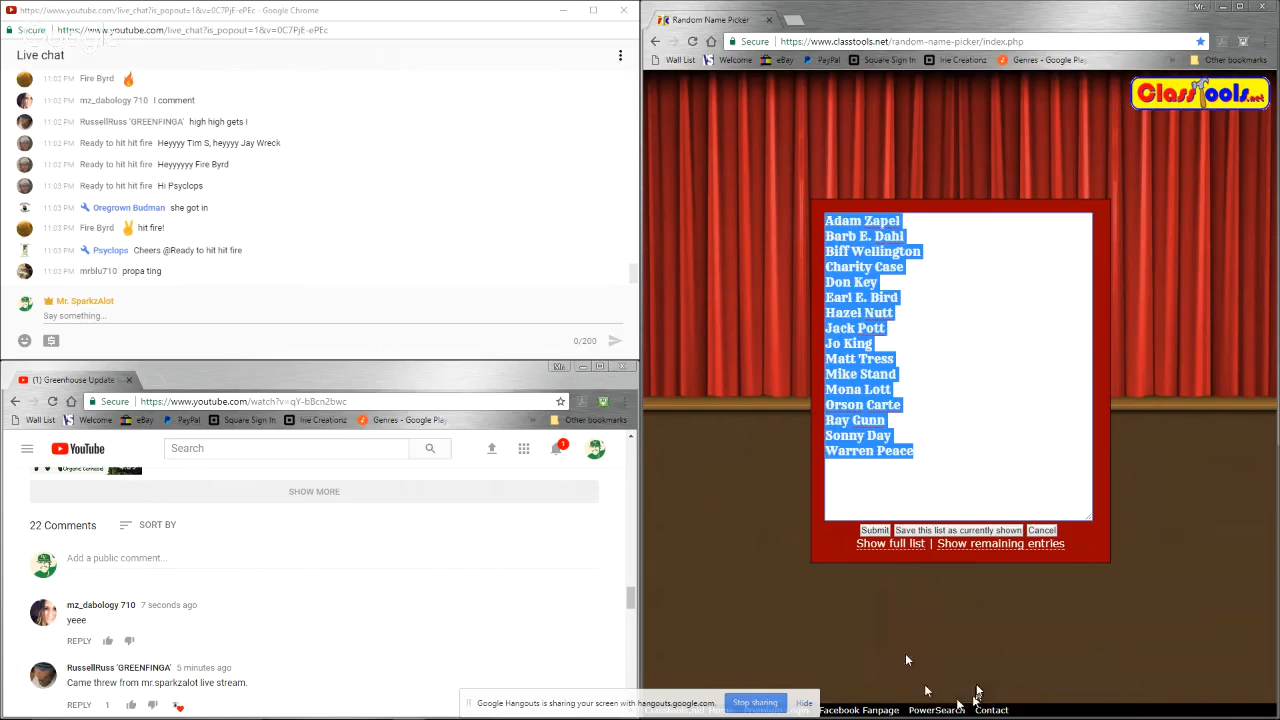 https://www.youtube.com/live_chat?is_popout=1&v=0C7PjE-ePEc - Google Chrome
Secure https://www.youtube.com/live_chat?is_popout=1&v=0C7PjE-ePEc
Live chat
11:02 PM Fire Byrd
11:02 PM mz_dabology 710 I comment
11:02 PM RussellRuss 'GREENFINGA' high high gets I
11:02 PM Ready to hit hit fire Heyyyy Tim S, heyyyy Jay Wreck
11:02 PM Ready to hit hit fire Heyyyyyy Fire Byrd
11:03 PM Ready to hit hit fire Hi Psyclops
11:03 PM Oregrown Budman she got in
11:03 PM Fire Byrd hit fire!
11:03 PM Psyclops Cheers @Ready to hit hit fire
11:03 PM mrblu710 propa ting
Mr. SparkzAlot
Say something...
0/200
(1) Greenhouse Update
Secure https://www.youtube.com/watch?v=qY-bBcn2bwc
Wall List Welcome eBay PayPal Square Sign In Irie Creationz Genres - Google Play Other bookmarks
YouTube Search 1
SHOW MORE
22 Comments SORT BY
Add a public comment...
mz_dabology 710 7 seconds ago
yeee
REPLY
RussellRuss 'GREENFINGA' 5 minutes ago
Came threw from mr.sparkzalot live stream.
REPLY 1
Google Hangouts is sharing your screen with hangouts.google.com. Stop sharing Hide
Random Name Picker Mr.
Secure https://www.classtools.net/random-name-picker/index.php
Wall List Welcome eBay PayPal Square Sign In Irie Creationz Genres - Google Play Other bookmarks
ClassTools.net
Adam Zapel
Barb E. Dahl
Biff Wellington
Charity Case
Don Key
Earl E. Bird
Hazel Nutt
Jack Pott
Jo King
Matt Tress
Mike Stand
Mona Lott
Orson Carte
Ray Gunn
Sonny Day
Warren Peace
Submit Save this list as currently shown Cancel
Show full list | Show remaining entries
Facebook Fanpage PowerSearch Contact